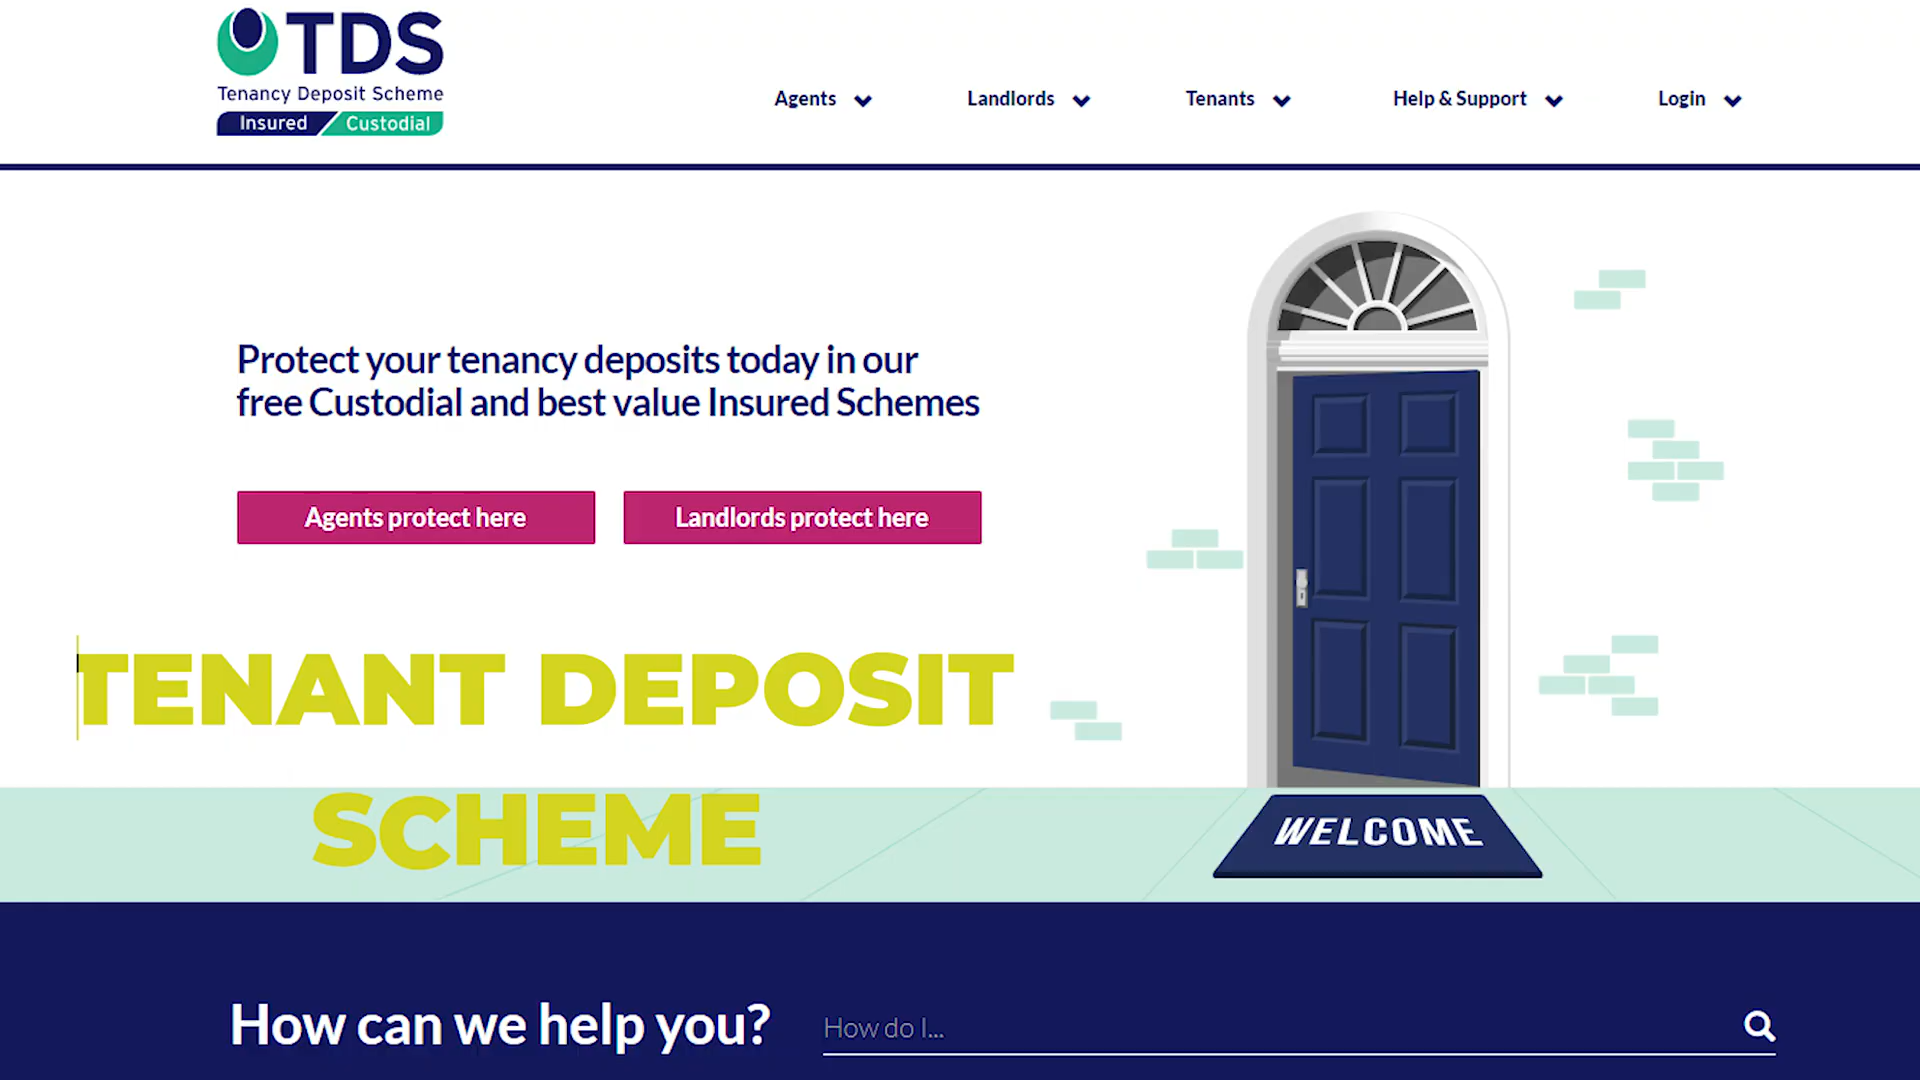 TDS
Tenancy Deposit Scheme
Insured Custodial
Agents Landlords Tenants Help & Support Login
Protect your tenancy deposits today in our
free Custodial and best value Insured Schemes
Agents protect here Landlords protect here
TENANT DEPOSIT
SCHEME
WELCOME
How can we help you? How do I...